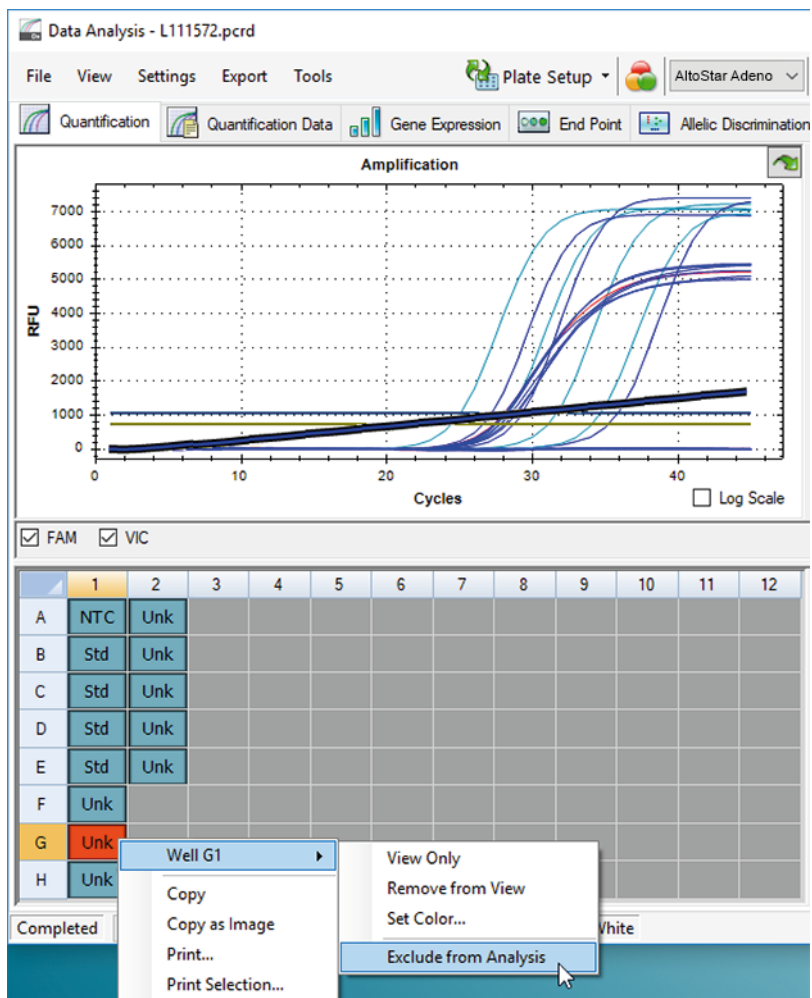 Data Analysis - L111572.pcrd
File View Settings Export Tools Plate Setup AltoStar Adeno
Quantification Quantification Data Gene Expression End Point Allelic Discrimination
Amplification
7000
6000
5000
4000
3000
2000
1000
0
RFU
0 10 20 30 40
Cycles
Log Scale
FAM VIC
1 2 3 4 5 6 7 8 9 10 11 12
A NTC Unk
B Std Unk
C Std Unk
D Std Unk
E Std Unk
F Unk
G Unk
H Unk
Well G1
Copy
Copy as Image
Print...
Print Selection...
View Only
Remove from View
Set Color...
Exclude from Analysis
Completed